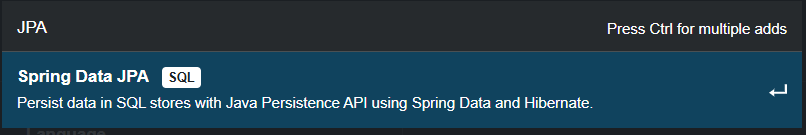 JPA
Press Ctrl for multiple adds
Spring Data JPA SQL
Persist data in SQL stores with Java Persistence API using Spring Data and Hibernate.
Language